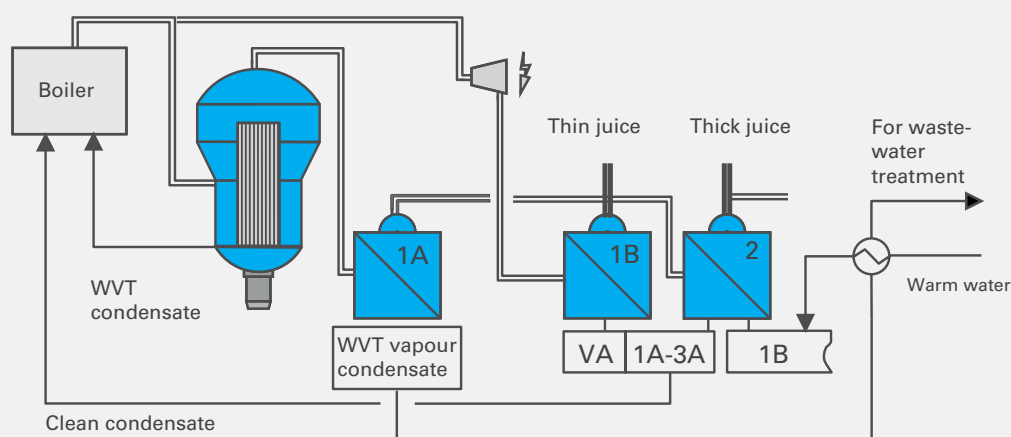 Boiler
Thin juice
Thick juice
For waste-
water
treatment
1A
1B
2
WVT
condensate
Warm water
WVT vapour
condensate
VA
1A-3A
1B
Clean condensate